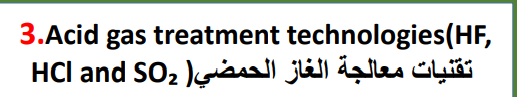 3.Acid gas treatment technologies(HF,
HCl and SO₂ )تقنيات معالجة الغاز الحمضي